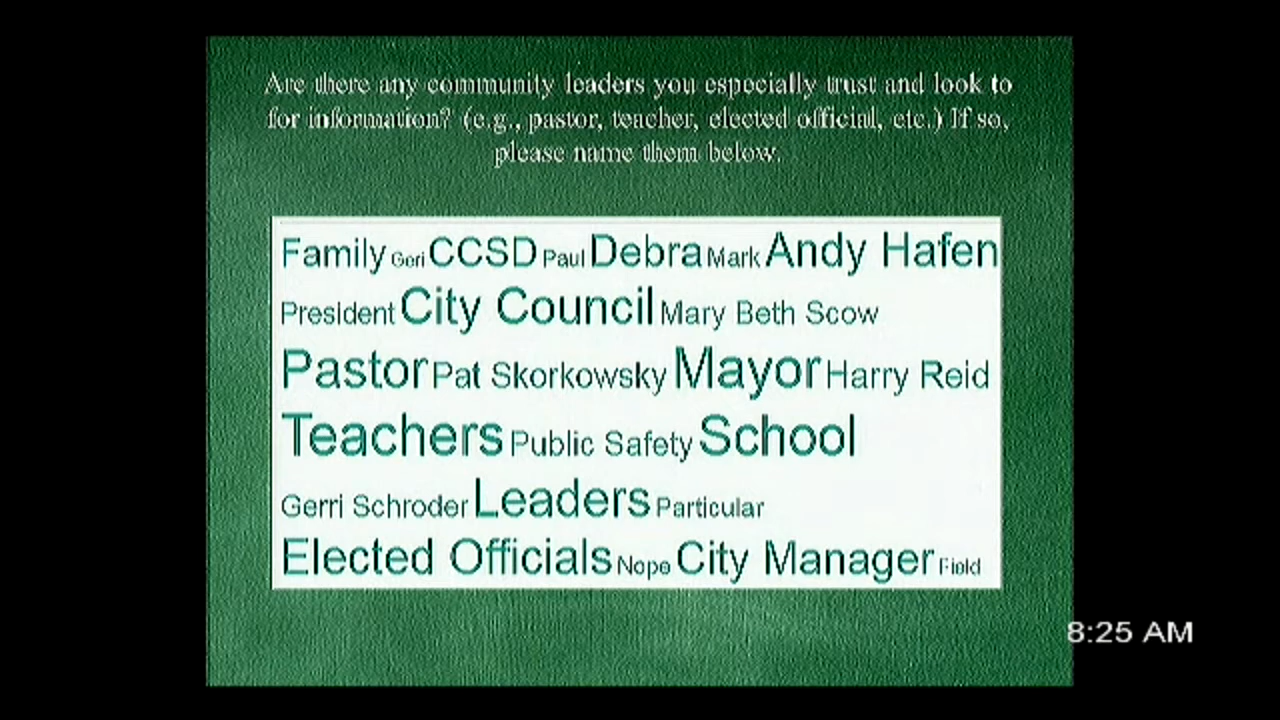 Are there any community leaders you especially trust and look to
for information? (e.g., pastor, teacher, elected official, etc.) If so,
please name them below.
Family Geri CCSD Paul Debra Mark Andy Hafen
President City Council Mary Beth Scow
Pastor Pat Skorkowsky Mayor Harry Reid
Teachers Public Safety School
Gerri Schroder Leaders Particular
Elected Officials Nope City Manager Field
8:25 AM